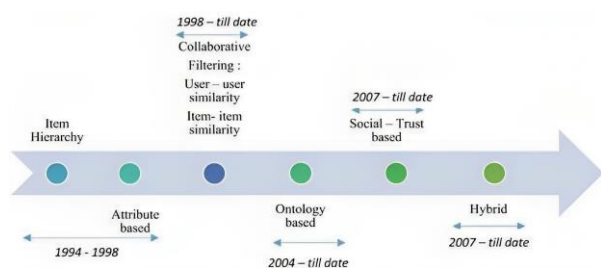 1998 – till date
Collaborative
Filtering :
User – user
similarity
Item- item
similarity
2007 – till date
Social – Trust
based
Item
Hierarchy
Attribute
based
1994 - 1998
Ontology
based
2004 – till date
Hybrid
2007 – till date